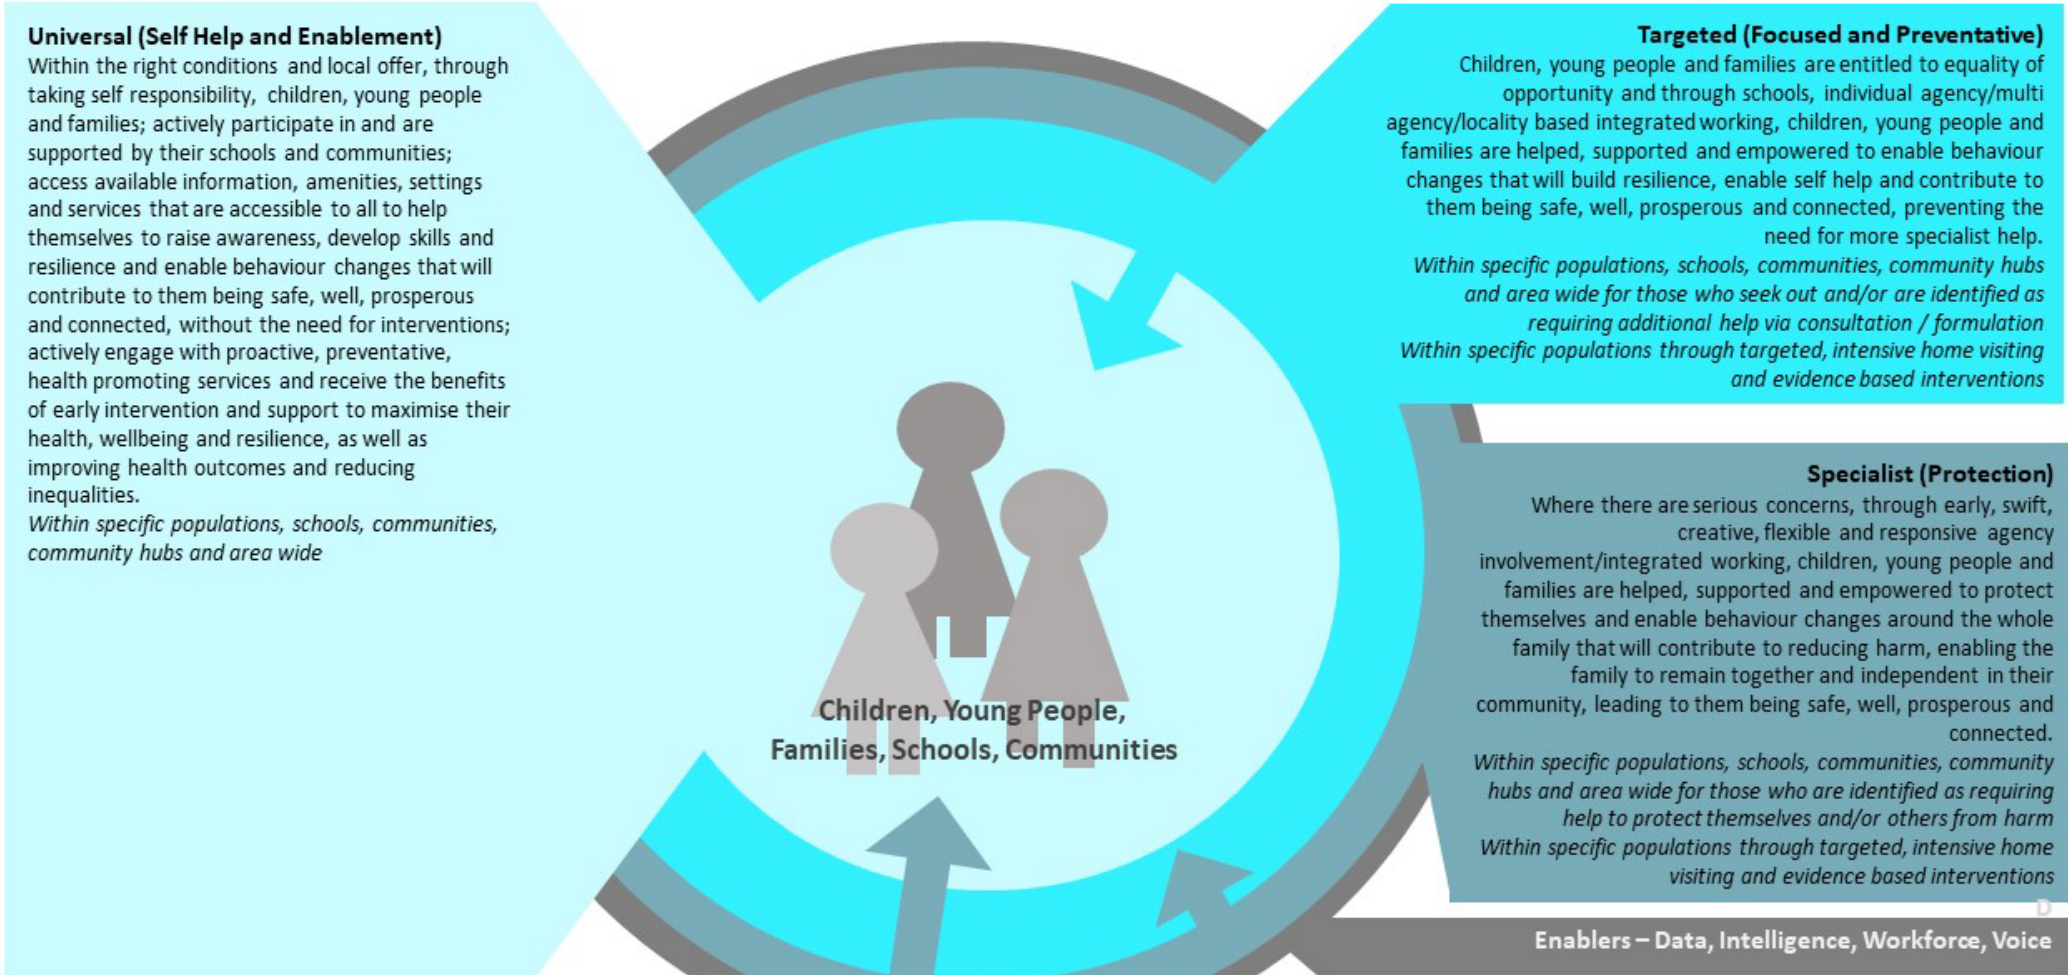 Universal (Self Help and Enablement)
Within the right conditions and local offer, through
taking self responsibility, children, young people
and families; actively participate in and are
supported by their schools and communities;
access available information, amenities, settings
and services that are accessible to all to help
themselves to raise awareness, develop skills and
resilience and enable behaviour changes that will
contribute to them being safe, well, prosperous
and connected, without the need for interventions;
actively engage with proactive, preventative,
health promoting services and receive the benefits
of early intervention and support to maximise their
health, wellbeing and resilience, as well as
improving health outcomes and reducing
inequalities.
Within specific populations, schools, communities,
community hubs and area wide
Children, Young People,
Families, Schools, Communities
Targeted (Focused and Preventative)
Children, young people and families are entitled to equality of
opportunity and through schools, individual agency/multi
agency/locality based integrated working, children, young people and
families are helped, supported and empowered to enable behaviour
changes that will build resilience, enable self help and contribute to
them being safe, well, prosperous and connected, preventing the
need for more specialist help.
Within specific populations, schools, communities, community hubs
and area wide for those who seek out and/or are identified as
requiring additional help via consultation / formulation
Within specific populations through targeted, intensive home visiting
and evidence based interventions
Specialist (Protection)
Where there are serious concerns, through early, swift,
creative, flexible and responsive agency
involvement/integrated working, children, young people and
families are helped, supported and empowered to protect
themselves and enable behaviour changes around the whole
family that will contribute to reducing harm, enabling the
family to remain together and independent in their
community, leading to them being safe, well, prosperous and
connected.
Within specific populations, schools, communities, community
hubs and area wide for those who are identified as requiring
help to protect themselves and/or others from harm
Within specific populations through targeted, intensive home
visiting and evidence based interventions
D
Enablers – Data, Intelligence, Workforce, Voice